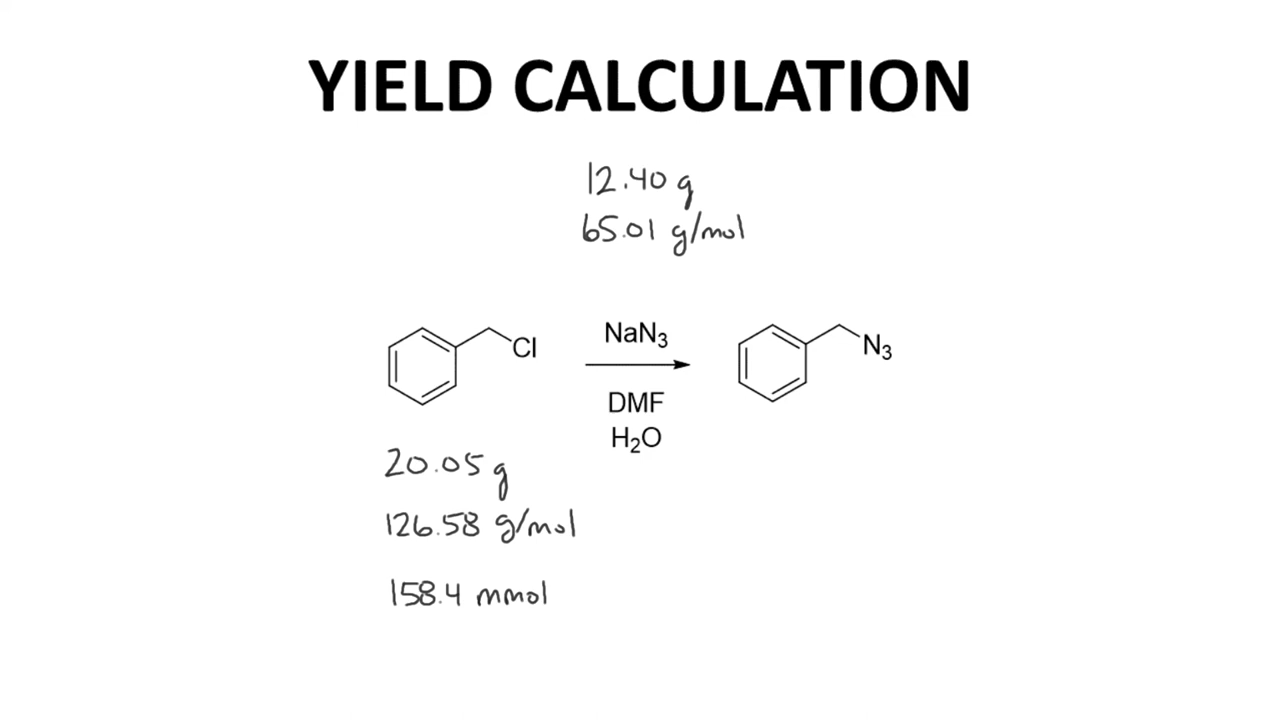 YIELD CALCULATION
12.40 g
65.01 g/mol
NaN3
Cl
N3
DMF
H2O
20.05 g
126.58 g/mol
158.4 mmol